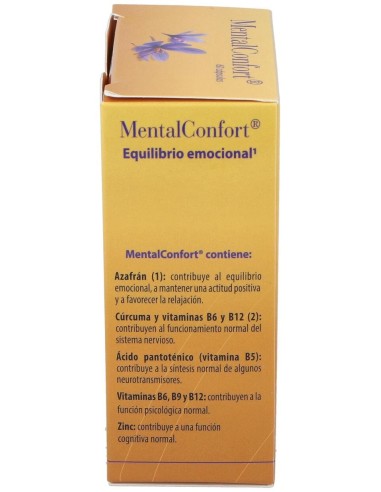 MentalConfort®
MentalConfort®
Equilibrio emocional¹
MentalConfort® contiene:
Azafrán (1): contribuye al equilibrio
emocional, a mantener una actitud positiva
y a favorecer la relajación.
Cúrcuma y vitaminas B6 y B12 (2):
contribuyen al funcionamiento normal del
sistema nervioso.
Ácido pantoténico (vitamina B5):
contribuye a la síntesis normal de algunos
neurotransmisores.
Vitaminas B6, B9 y B12: contribuyen a la
función psicológica normal.
Zinc: contribuye a una función
cognitiva normal.